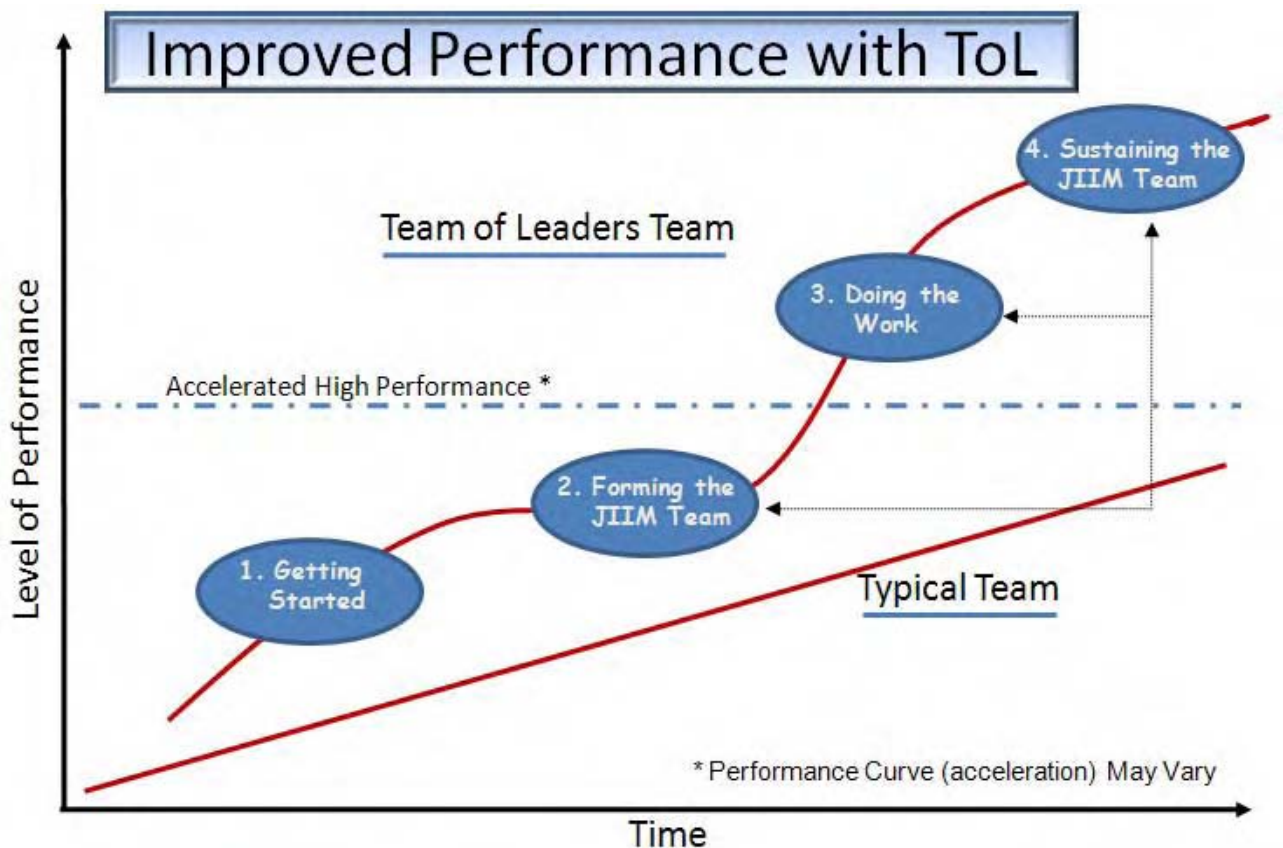 Improved Performance with ToL
4. Sustaining the
JIIM Team
Team of Leaders Team
3. Doing the
Work
Level of Performance
Accelerated High Performance *
2. Forming the
JIIM Team
1. Getting
Started
Typical Team
* Performance Curve (acceleration) May Vary
Time